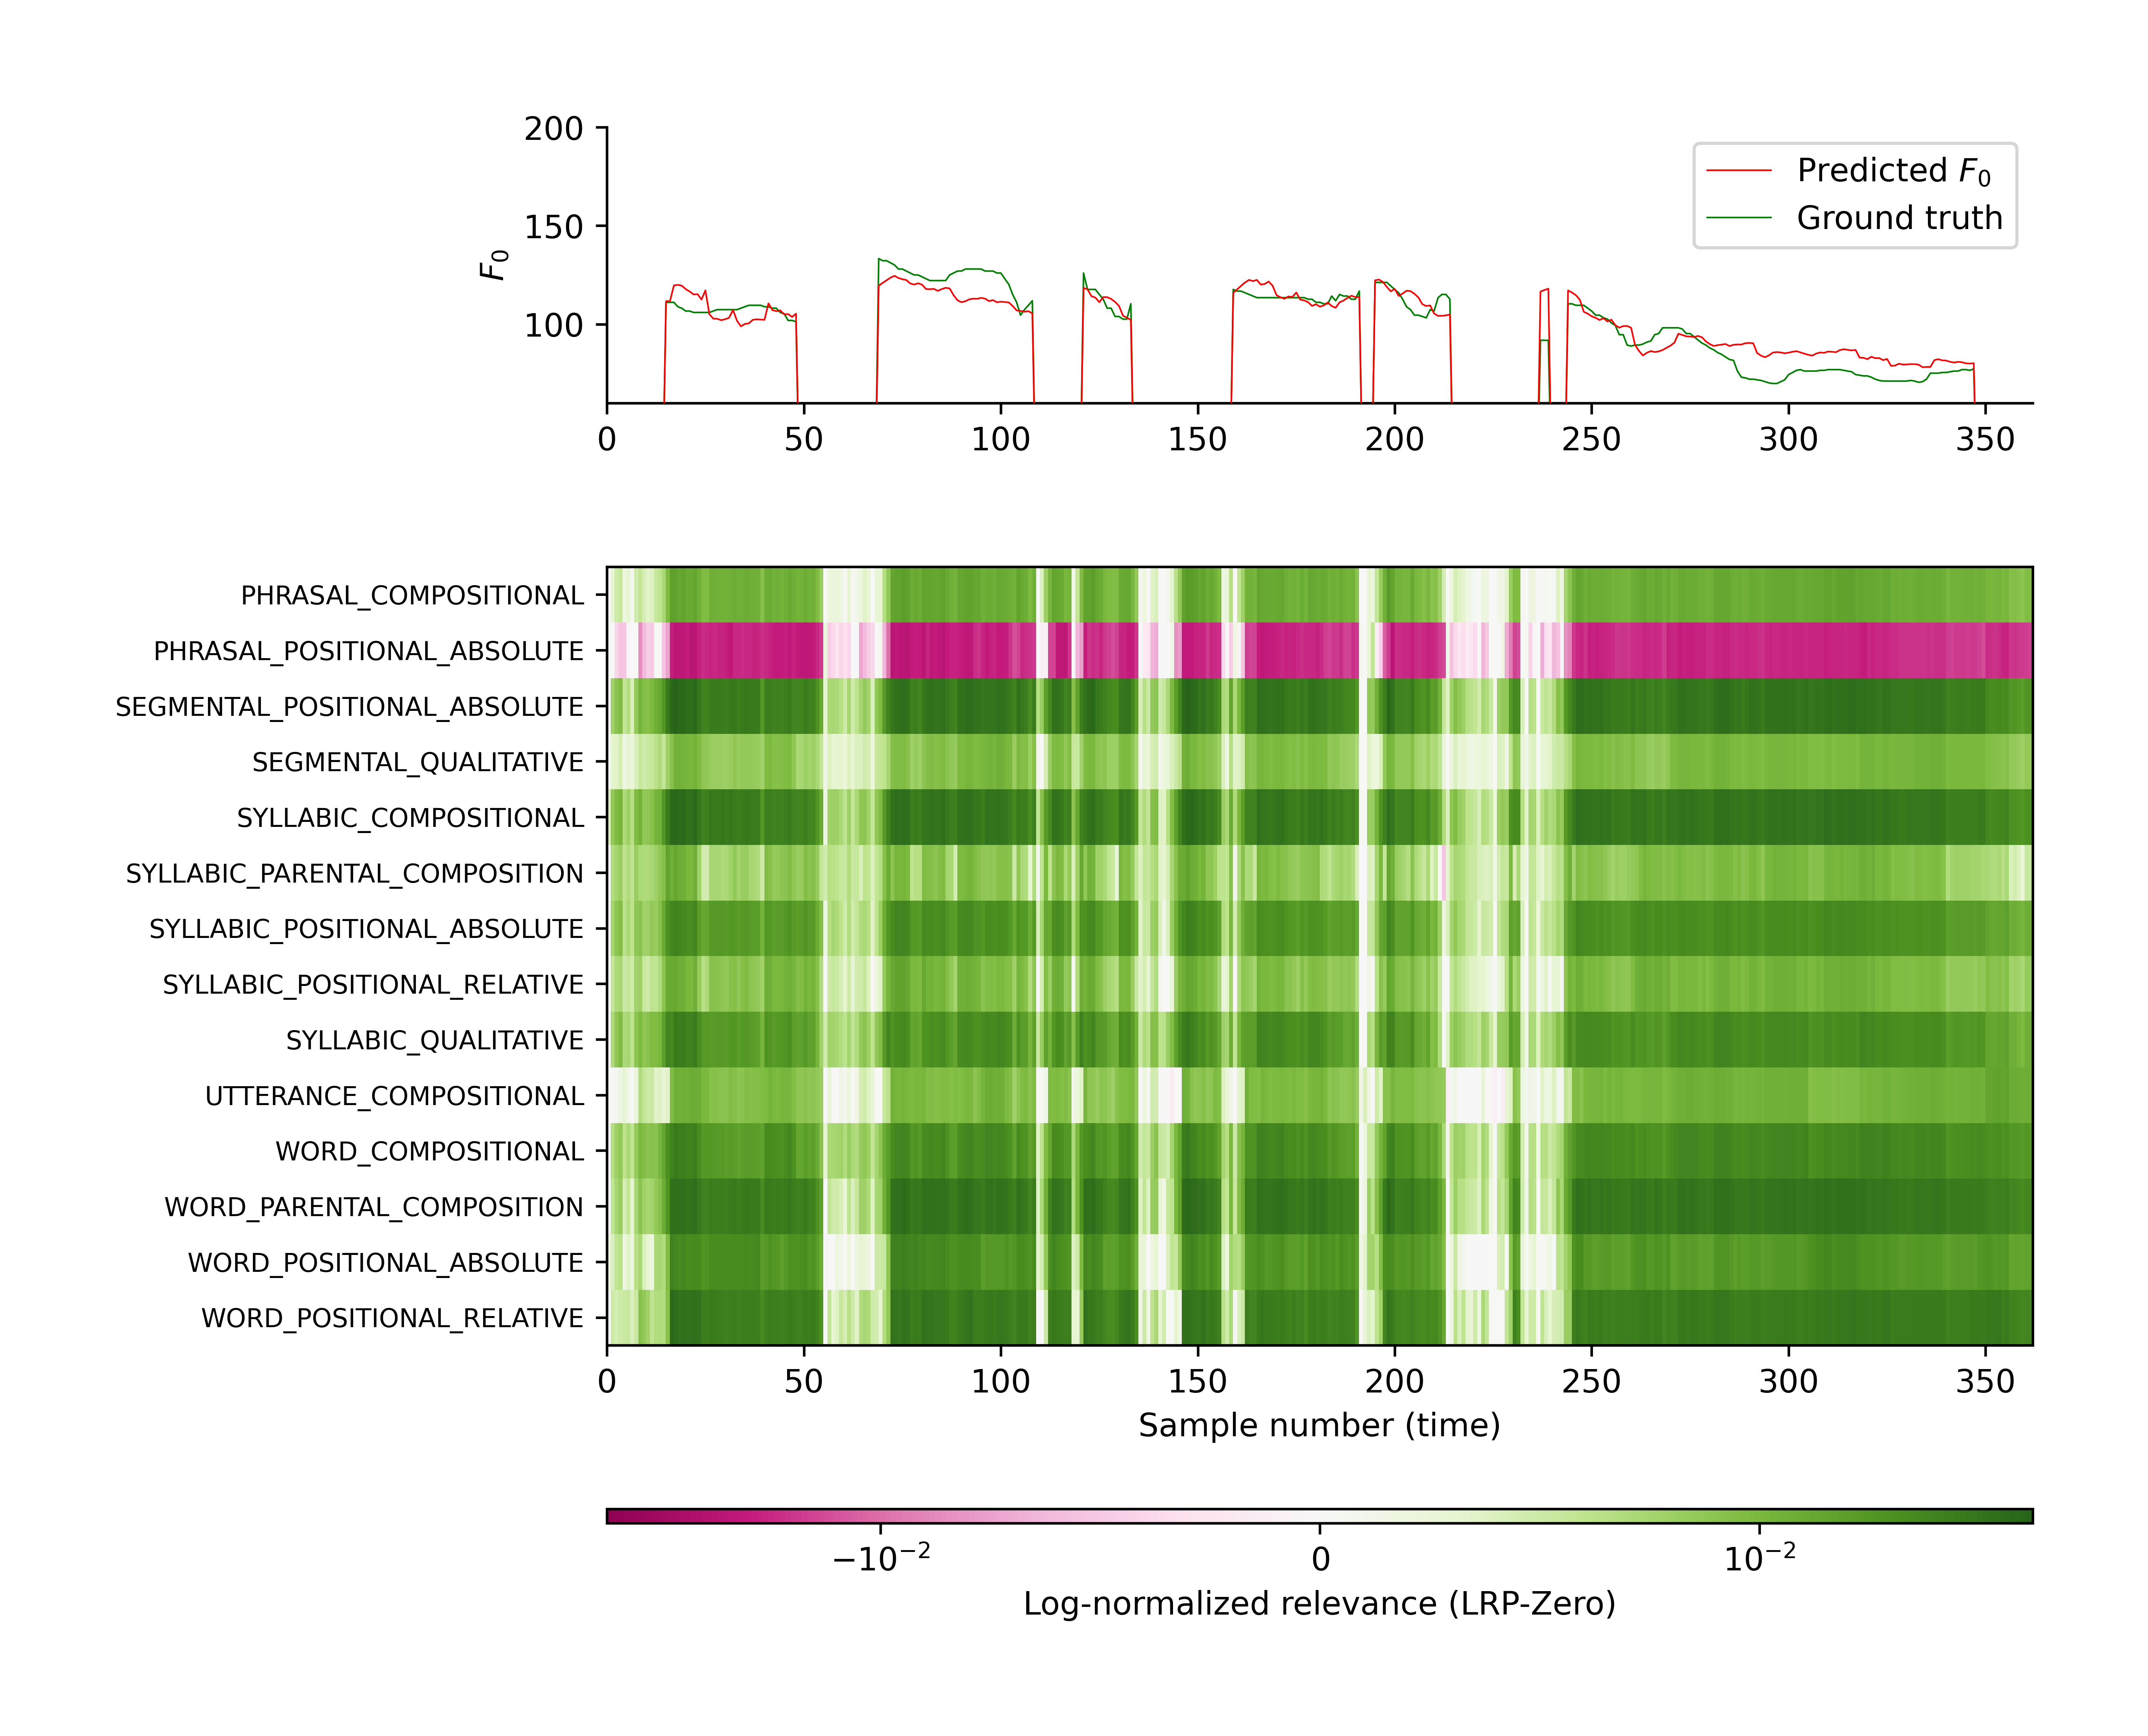 200
150
100
F₀
Predicted F₀
Ground truth
0 50 100 150 200 250 300 350
PHRASAL_COMPOSITIONAL
PHRASAL_POSITIONAL_ABSOLUTE
SEGMENTAL_POSITIONAL_ABSOLUTE
SEGMENTAL_QUALITATIVE
SYLLABIC_COMPOSITIONAL
SYLLABIC_PARENTAL_COMPOSITION
SYLLABIC_POSITIONAL_ABSOLUTE
SYLLABIC_POSITIONAL_RELATIVE
SYLLABIC_QUALITATIVE
UTTERANCE_COMPOSITIONAL
WORD_COMPOSITIONAL
WORD_PARENTAL_COMPOSITION
WORD_POSITIONAL_ABSOLUTE
WORD_POSITIONAL_RELATIVE
0 50 100 150 200 250 300 350
Sample number (time)
−10⁻² 0 10⁻²
Log-normalized relevance (LRP-Zero)